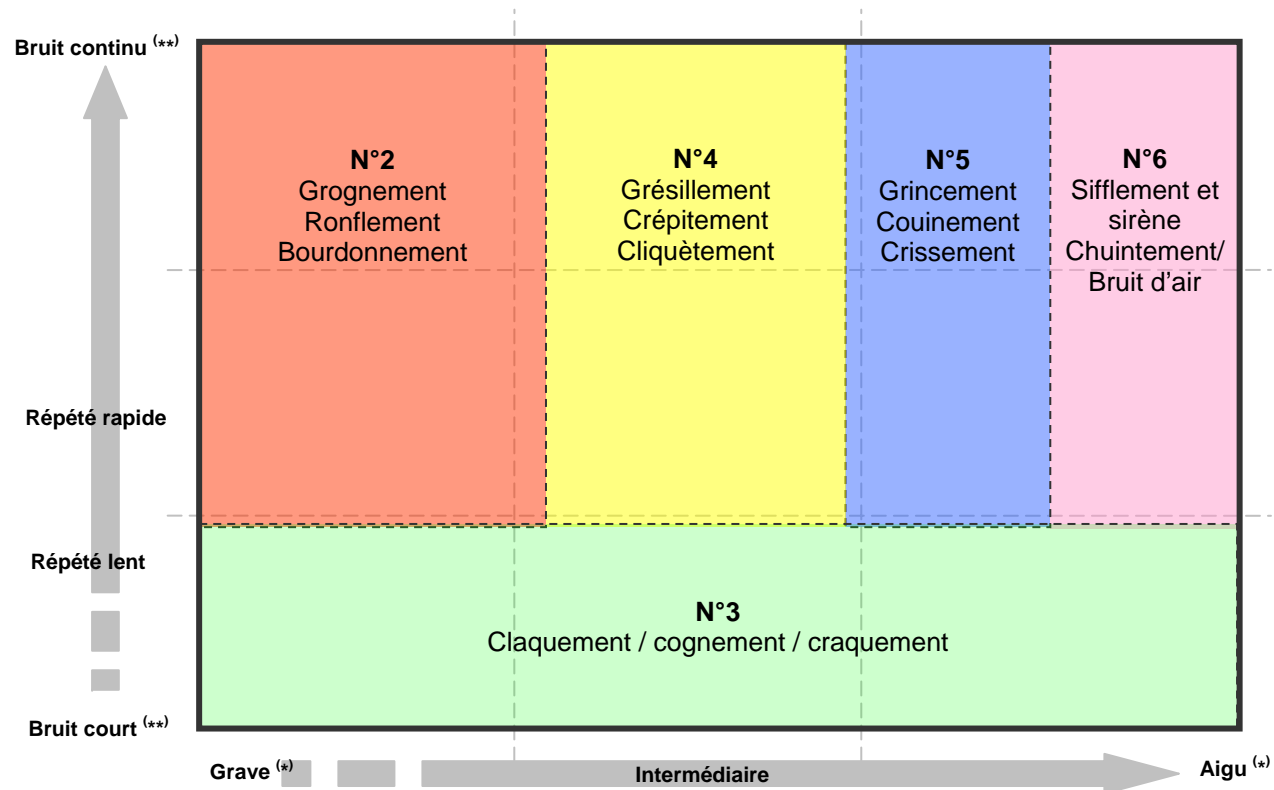 Bruit continu (**)
N°2
Grognement
Ronflement
Bourdonnement
N°4
Grésillement
Crépitement
Cliquètement
N°5
Grincement
Couinement
Crissement
N°6
Sifflement et
sirène
Chuintement/
Bruit d’air
Répété rapide
Répété lent
N°3
Claquement / cognement / craquement
Bruit court (**)
Grave (*)
Intermédiaire
Aigu (*)